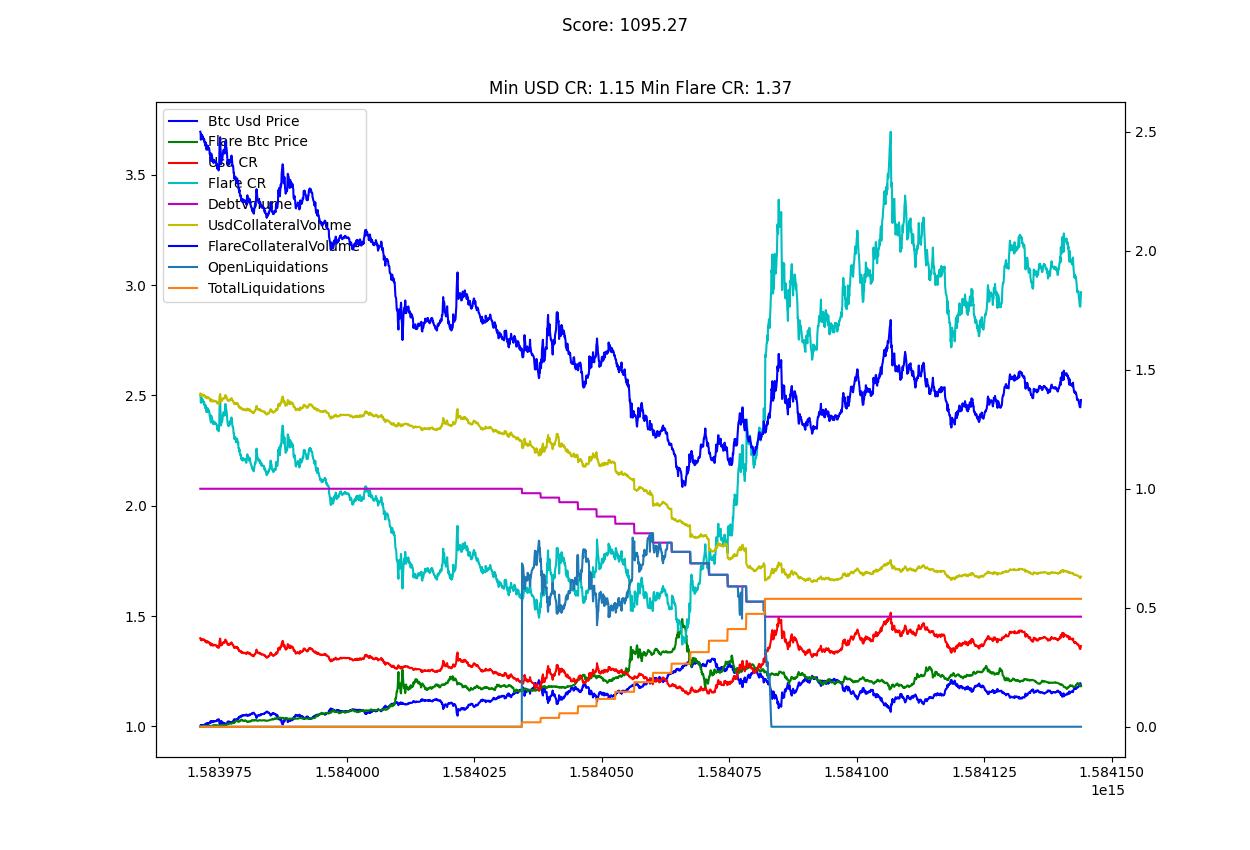 Score: 1095.27
Min USD CR: 1.15 Min Flare CR: 1.37
Btc Usd Price
Flare Btc Price
Usd CR
Flare CR
DebtVolume
UsdCollateralVolume
FlareCollateralVolume
OpenLiquidations
TotalLiquidations
3.5
3.0
2.5
2.0
1.5
1.0
2.5
2.0
1.5
1.0
0.5
0.0
1.583975 1.584000 1.584025 1.584050 1.584075 1.584100 1.584125 1.584150
1e15